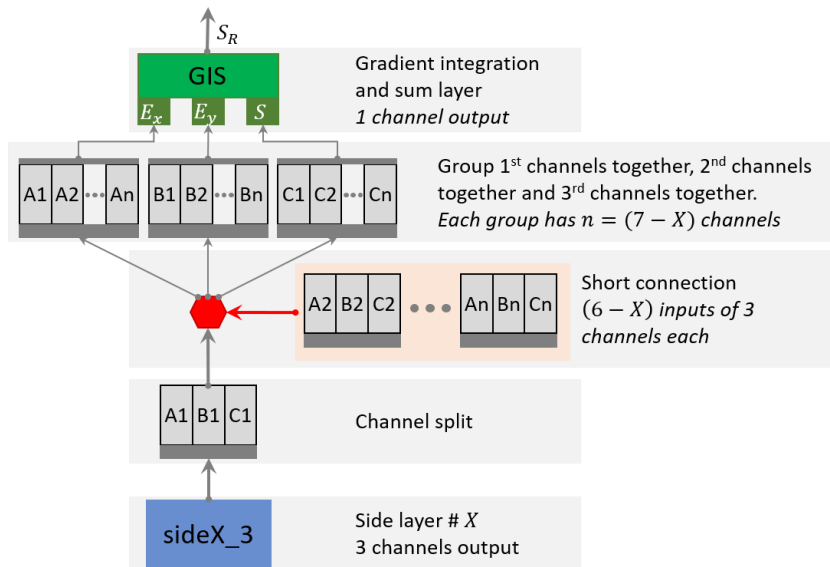 S_R
GIS
E_x E_y S
Gradient integration
and sum layer
1 channel output
A1 A2 ••• An
B1 B2 ••• Bn
C1 C2 ••• Cn
Group 1st channels together, 2nd channels
together and 3rd channels together.
Each group has n = (7 − X) channels
A2 B2 C2 ••• An Bn Cn
Short connection
(6 − X) inputs of 3
channels each
A1 B1 C1
Channel split
sideX_3
Side layer # X
3 channels output